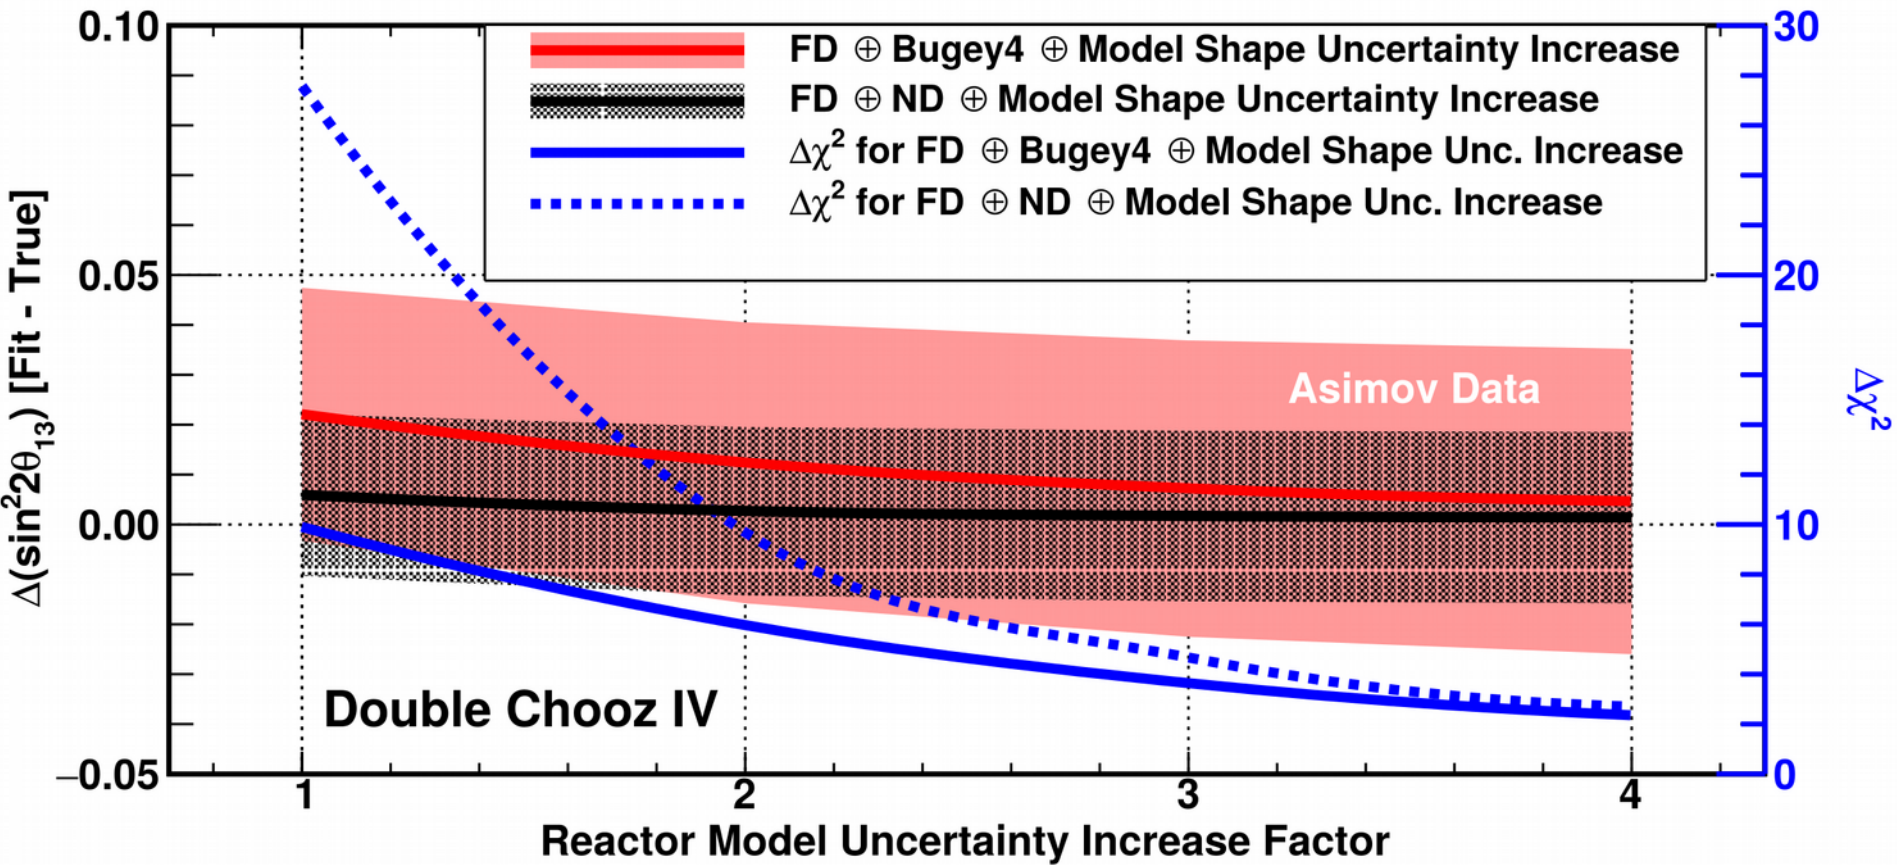 0.10
0.05
0.00
−0.05
Δ(sin²2θ₁₃) [Fit - True]
FD ⊕ Bugey4 ⊕ Model Shape Uncertainty Increase
FD ⊕ ND ⊕ Model Shape Uncertainty Increase
Δχ² for FD ⊕ Bugey4 ⊕ Model Shape Unc. Increase
Δχ² for FD ⊕ ND ⊕ Model Shape Unc. Increase
Asimov Data
Double Chooz IV
30
20
10
0
Δχ²
1 2 3 4
Reactor Model Uncertainty Increase Factor